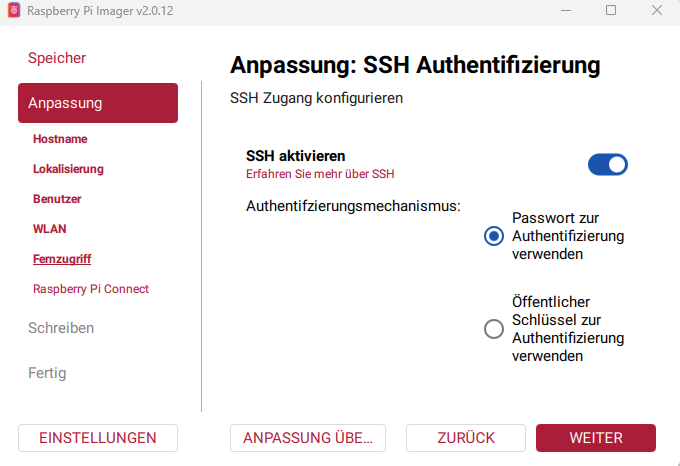 Raspberry Pi Imager v2.0.12
Speicher
Anpassung
Hostname
Lokalisierung
Benutzer
WLAN
Fernzugriff
Raspberry Pi Connect
Schreiben
Fertig
EINSTELLUNGEN
Anpassung: SSH Authentifizierung
SSH Zugang konfigurieren
SSH aktivieren
Erfahren Sie mehr über SSH
Authentifzierungsmechanismus:
Passwort zur
Authentifizierung
verwenden
Öffentlicher
Schlüssel zur
Authentifizierung
verwenden
ANPASSUNG ÜBE...
ZURÜCK
WEITER